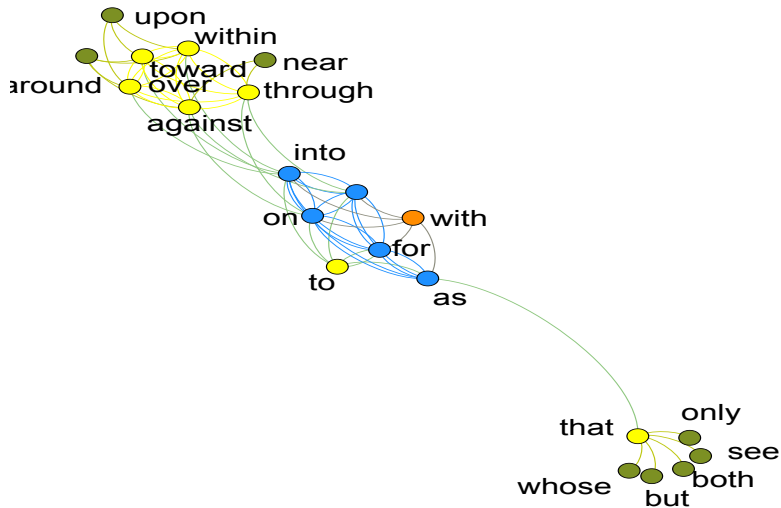 upon
within
toward
near
around
over
through
against
into
on
with
for
to
as
only
that
see
both
whose
but